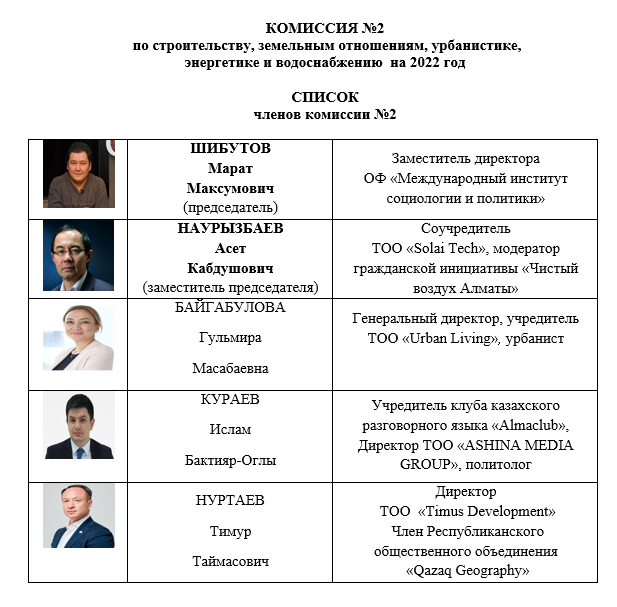 КОМИССИЯ №2
по строительству, земельным отношениям, урбанистике,
энергетике и водоснабжению на 2022 год
СПИСОК
членов комиссии №2
ШИБУТОВ
Марат
Максумович
(председатель)
Заместитель директора
ОФ «Международный институт
социологии и политики»
НАУРЫЗБАЕВ
Асет
Кабдушович
(заместитель председателя)
Соучредитель
ТОО «Solai Tech», модератор
гражданской инициативы «Чистый
воздух Алматы»
БАЙГАБУЛОВА
Гульмира
Масабаевна
Генеральный директор, учредитель
ТОО «Urban Living», урбанист
КУРАЕВ
Ислам
Бактияр-Оглы
Учредитель клуба казахского
разговорного языка «Almaclub»,
Директор ТОО «ASHINA MEDIA
GROUP», политолог
НУРТАЕВ
Тимур
Таймасович
Директор
ТОО «Timus Development»
Член Республиканского
общественного объединения
«Qazaq Geography»